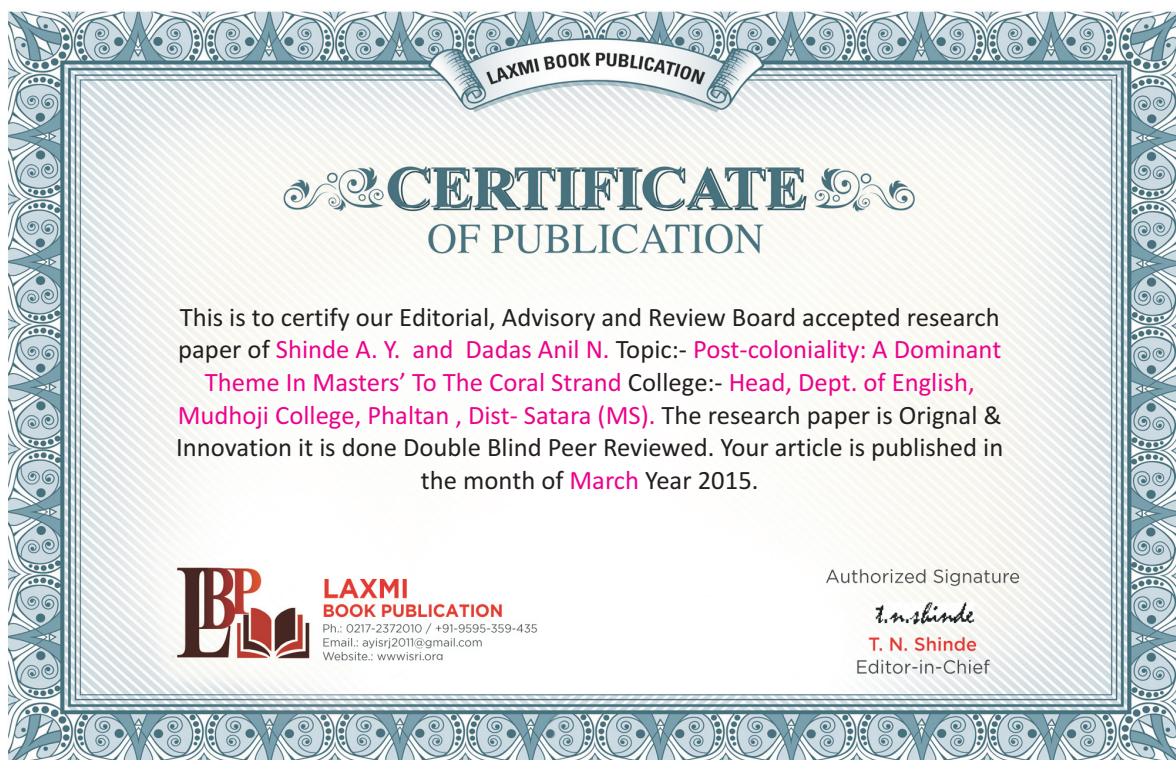 LAXMI BOOK PUBLICATION
CERTIFICATE
OF PUBLICATION
This is to certify our Editorial, Advisory and Review Board accepted research
paper of Shinde A. Y. and Dadas Anil N. Topic:- Post-coloniality: A Dominant
Theme In Masters’ To The Coral Strand College:- Head, Dept. of English,
Mudhoji College, Phaltan , Dist- Satara (MS). The research paper is Orignal &
Innovation it is done Double Blind Peer Reviewed. Your article is published in
the month of March Year 2015.
LBP
LAXMI
BOOK PUBLICATION
Ph.: 0217-2372010 / +91-9595-359-435
Email.: ayisrj2011@gmail.com
Website.: wwwisri.org
Authorized Signature
t.n.shinde
T. N. Shinde
Editor-in-Chief